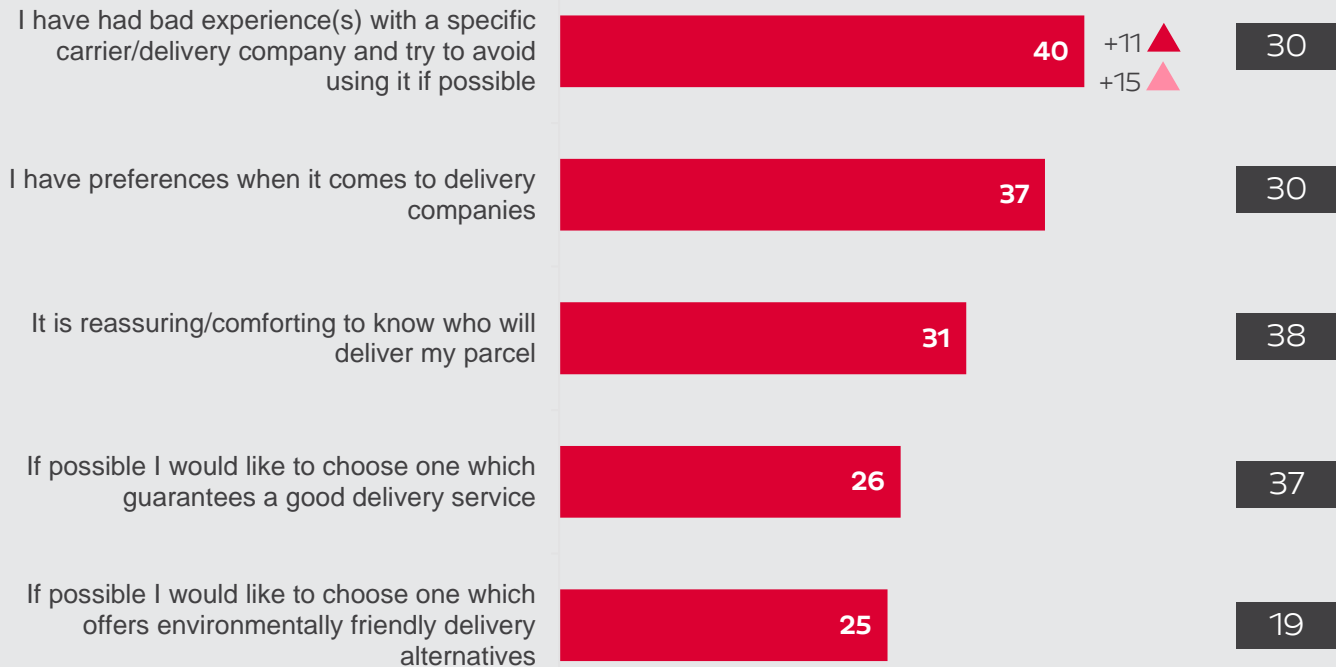 I have had bad experience(s) with a specific
carrier/delivery company and try to avoid
using it if possible
40
+11
+15
30
I have preferences when it comes to delivery
companies
37
30
It is reassuring/comforting to know who will
deliver my parcel
31
38
If possible I would like to choose one which
guarantees a good delivery service
26
37
If possible I would like to choose one which
offers environmentally friendly delivery
alternatives
25
19